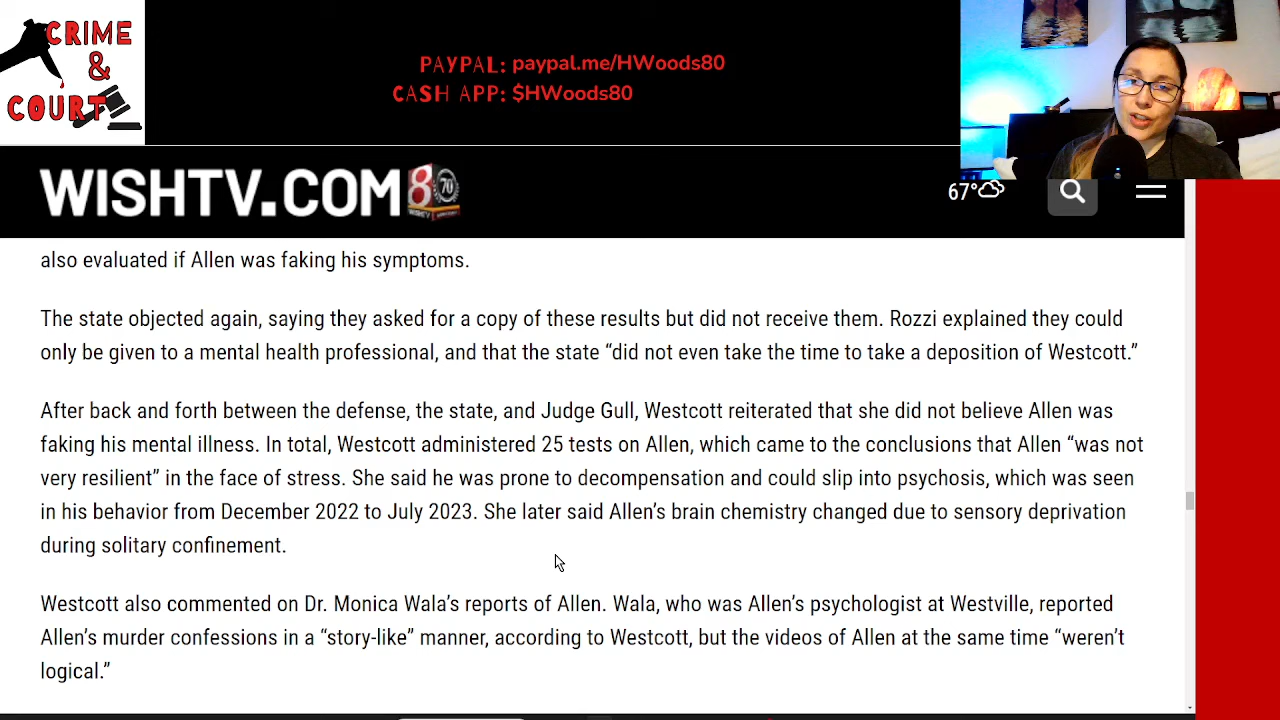 CRIME
&
COURT
PAYPAL: paypal.me/HWoods80
CASH APP: $HWoods80
WISHTV.COM 8 70
67°
also evaluated if Allen was faking his symptoms.
The state objected again, saying they asked for a copy of these results but did not receive them. Rozzi explained they could
only be given to a mental health professional, and that the state “did not even take the time to take a deposition of Westcott.”
After back and forth between the defense, the state, and Judge Gull, Westcott reiterated that she did not believe Allen was
faking his mental illness. In total, Westcott administered 25 tests on Allen, which came to the conclusions that Allen “was not
very resilient” in the face of stress. She said he was prone to decompensation and could slip into psychosis, which was seen
in his behavior from December 2022 to July 2023. She later said Allen’s brain chemistry changed due to sensory deprivation
during solitary confinement.
Westcott also commented on Dr. Monica Wala’s reports of Allen. Wala, who was Allen’s psychologist at Westville, reported
Allen’s murder confessions in a “story-like” manner, according to Westcott, but the videos of Allen at the same time “weren’t
logical.”